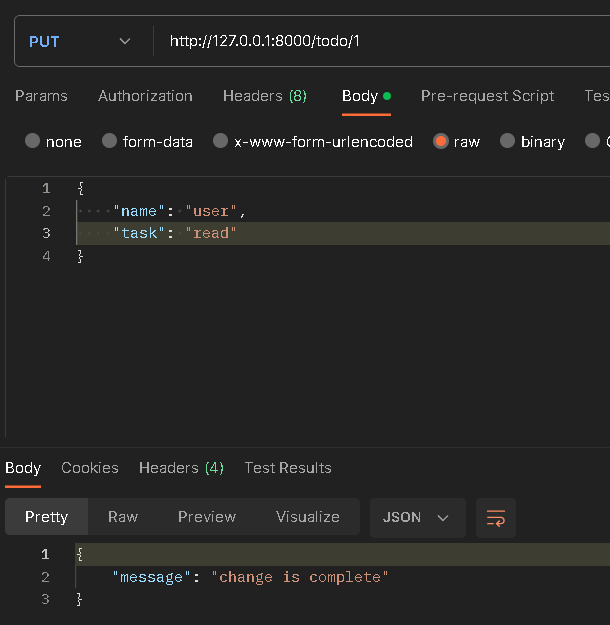 PUT http://127.0.0.1:8000/todo/1
Params Authorization Headers (8) Body Pre-request Script Tes
none form-data x-www-form-urlencoded raw binary
1 {
2 "name": "user",
3 "task": "read"
4 }
Body Cookies Headers (4) Test Results
Pretty Raw Preview Visualize JSON
1 {
2 "message": "change is complete"
3 }